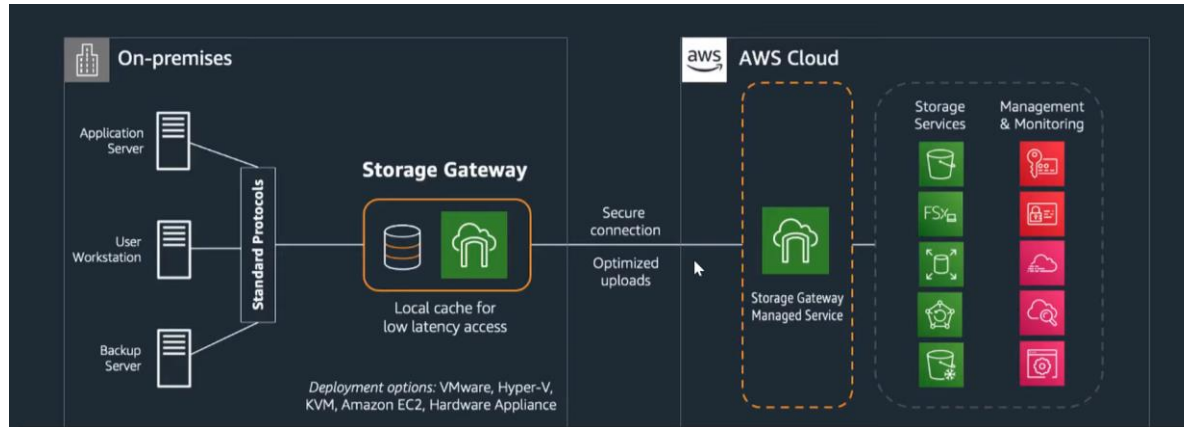 On-premises
Application
Server
User
Workstation
Backup
Server
Standard Protocols
Storage Gateway
Local cache for
low latency access
Deployment options: VMware, Hyper-V,
KVM, Amazon EC2, Hardware Appliance
Secure
connection
Optimized
uploads
aws
AWS Cloud
Storage Gateway
Managed Service
Storage
Services
FSx
Management
& Monitoring